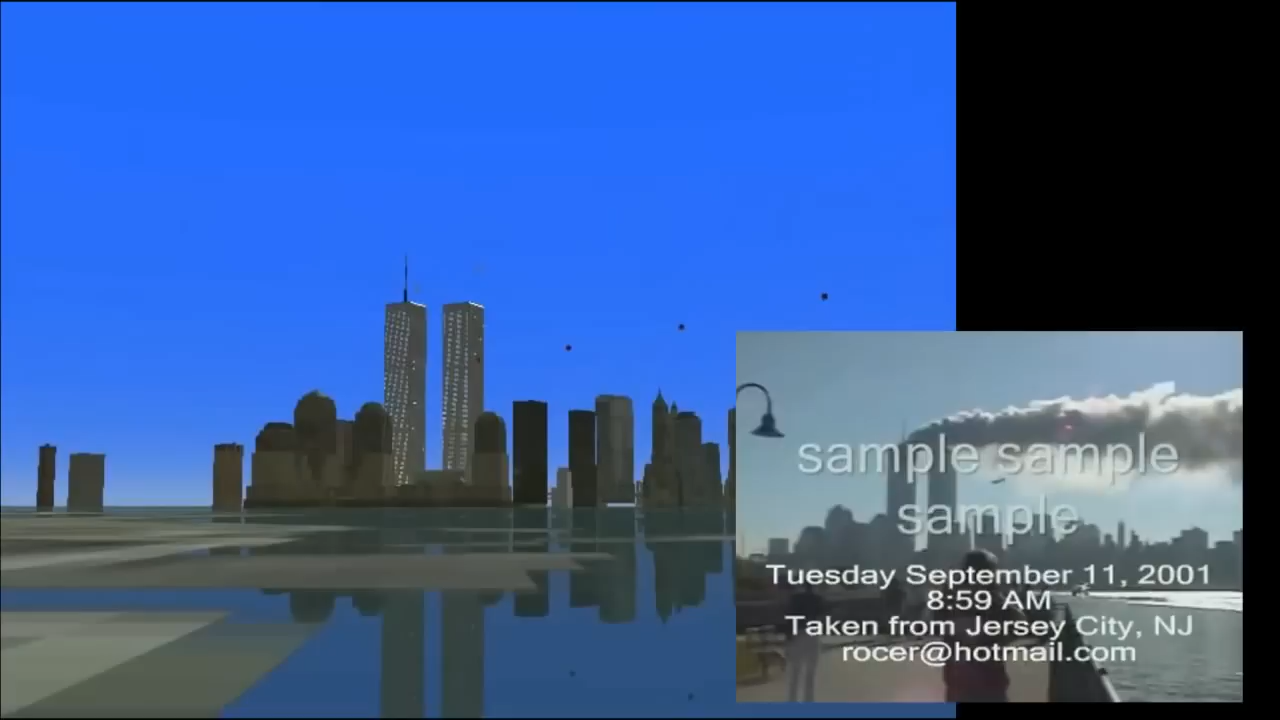 sample sample
sample
Tuesday September 11, 2001
8:59 AM
Taken from Jersey City, NJ
rocer@hotmail.com